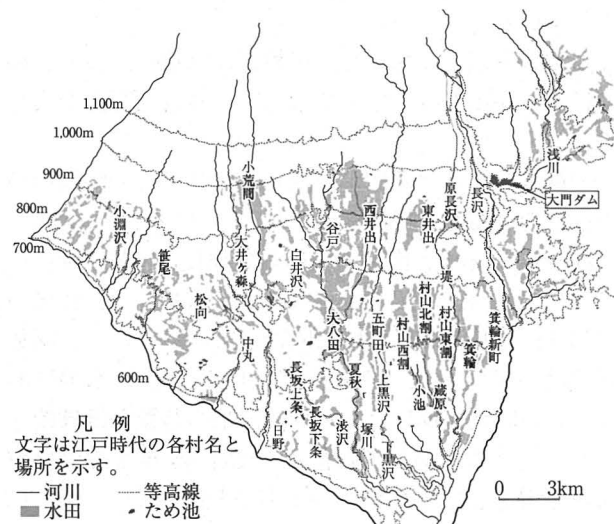 1,100m
1,000m
900m
800m
700m
600m
小淵沢
笹尾
松向
大井ヶ森
小荒間
中丸
日野
白井沢
長坂上条
長坂下条
渋沢
谷戸
大八田
夏秋
塚川
西井出
五町田
上黒沢
下黒沢
村山西割
村山北割
小池
東井出
原長沢
長沢
堤
村山東割
蔵原
箕輪
箕輪新町
浅川
大門ダム
凡 例
文字は江戸時代の各村名と
場所を示す。
河川
等高線
水田
ため池
0 3km